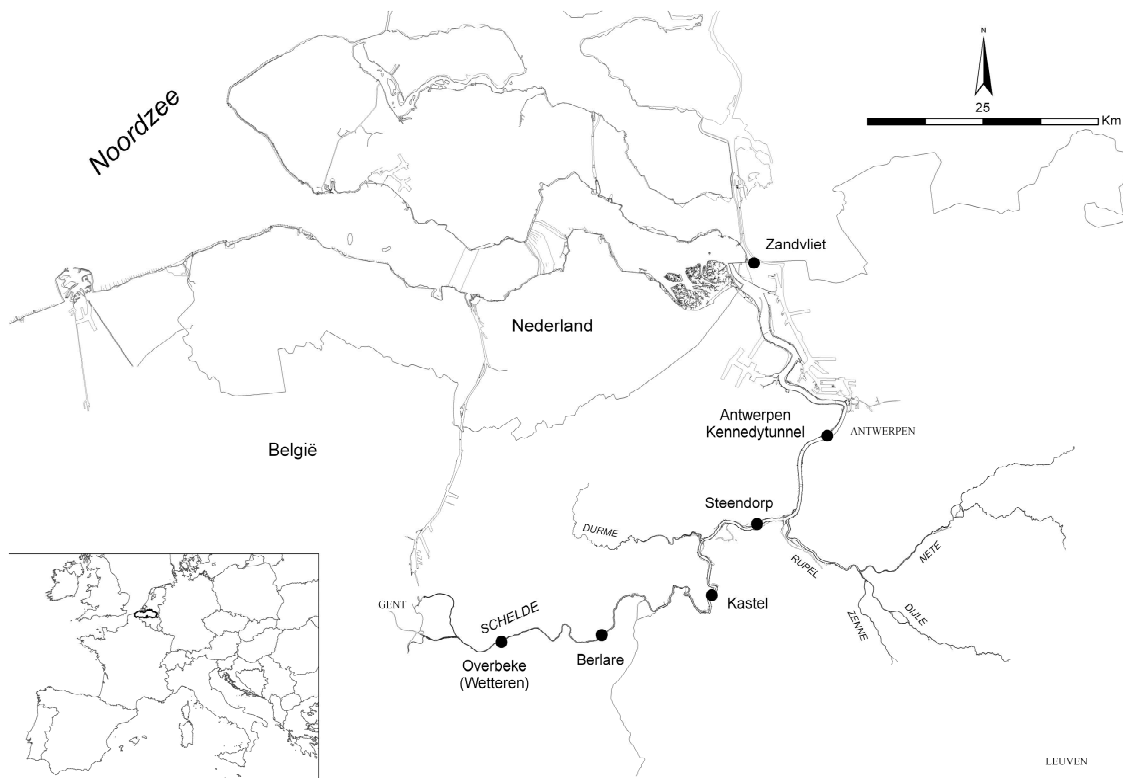 N
25
Km
Noordzee
Zandvliet
Nederland
Antwerpen
Kennedytunnel
ANTWERPEN
België
Steendorp
DURME
RUPEL
NETE
Kastel
GENT
SCHELDE
ZENNE
DIJLE
Overbeke
(Wetteren)
Berlare
LEUVEN